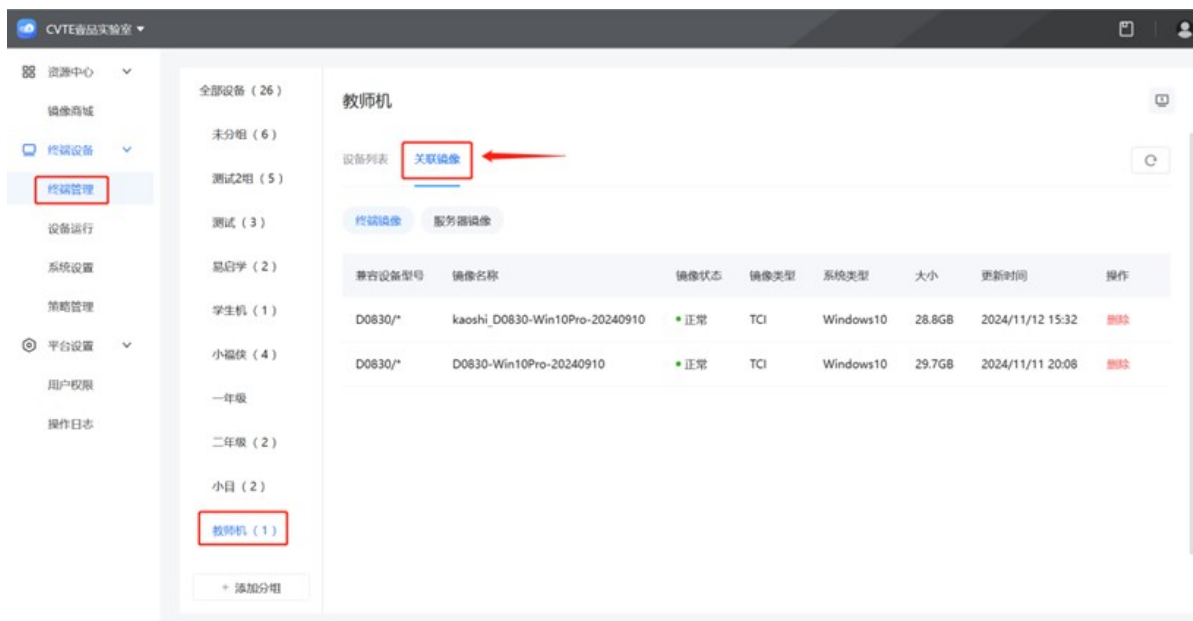 CVTE壹品实验室
资源中心
镜像商城
终端设备
终端管理
设备运行
系统设置
策略管理
平台设置
用户权限
操作日志
全部设备（26）
未分组（6）
测试2组（5）
测试（3）
易启学（2）
学生机（1）
小福侠（4）
一年级
二年级（2）
小目（2）
教师机（1）
+ 添加分组
教师机
设备列表 关联镜像
终端镜像 服务器镜像
兼容设备型号 镜像名称 镜像状态 镜像类型 系统类型 大小 更新时间 操作
D0830/* kaoshi_D0830-Win10Pro-20240910 正常 TCI Windows10 28.8GB 2024/11/12 15:32 删除
D0830/* D0830-Win10Pro-20240910 正常 TCI Windows10 29.7GB 2024/11/11 20:08 删除